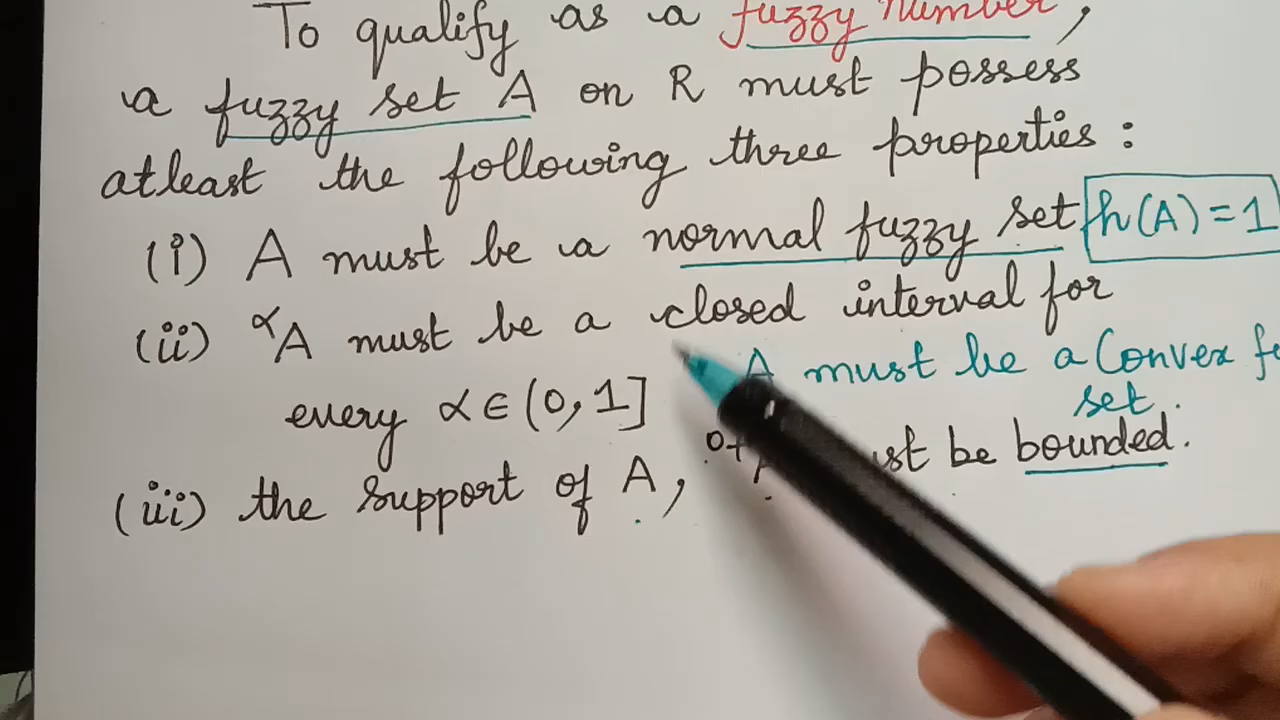 To qualify as a fuzzy number,
a fuzzy set A on R must possess
atleast the following three properties :
(i) A must be a normal fuzzy set h(A) = 1
(ii) αA must be a closed interval for
every α ∈ (0, 1] A must be a Convex
set.
(iii) the support of A, 0+A must be bounded.